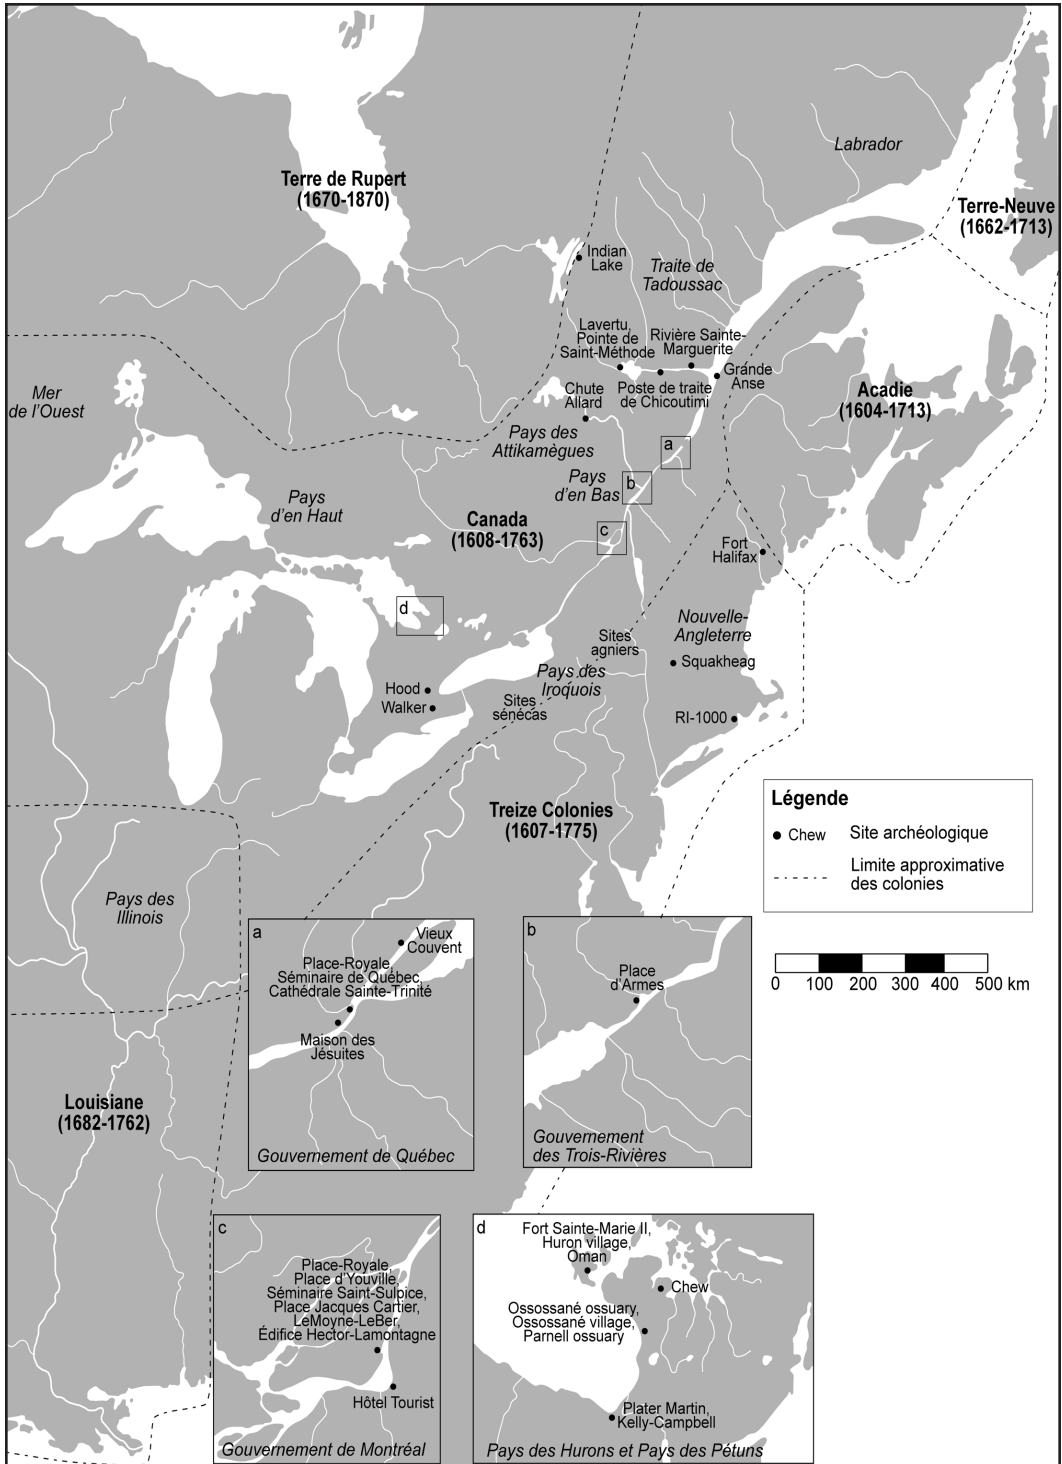 Labrador
Terre de Rupert
(1670-1870)
Terre-Neuve
(1662-1713)
Indian
Lake
Traite de
Tadoussac
Lavertu,
Pointe de
Saint-Méthode
Rivière Sainte-
Marguerite
Grande
Anse
Mer
de l'Ouest
Chute
Allard
Poste de traite
de Chicoutimi
Acadie
(1604-1713)
Pays des
Attikamègues
a
Pays
d'en Bas
b
Pays
d'en Haut
Canada
(1608-1763)
c
Fort
Halifax
d
Nouvelle-
Angleterre
Sites
agniers
Squakheag
Pays des
Iroquois
Hood
Walker
Sites
sénécas
RI-1000
Légende
Chew
Site archéologique
Limite approximative
des colonies
Treize Colonies
(1607-1775)
Pays des
Illinois
0 100 200 300 400 500 km
a
Vieux
Couvent
Place-Royale,
Séminaire de Québec,
Cathédrale Sainte-Trinité
Maison des
Jésuites
Gouvernement de Québec
b
Place
d'Armes
Gouvernement
des Trois-Rivières
Louisiane
(1682-1762)
c
Place-Royale,
Place d'Youville,
Séminaire Saint-Suloice,
Place Jacques Cartier,
LeMoyne-LeBer,
Édifice Hector-Lamontagne
Hôtel Tourist
Gouvernement de Montréal
d
Fort Sainte-Marie II,
Huron village,
Oman
Chew
Ossossané ossuary,
Ossossané village,
Parnell ossuary
Plater Martin,
Kelly-Campbell
Pays des Hurons et Pays des Pétuns